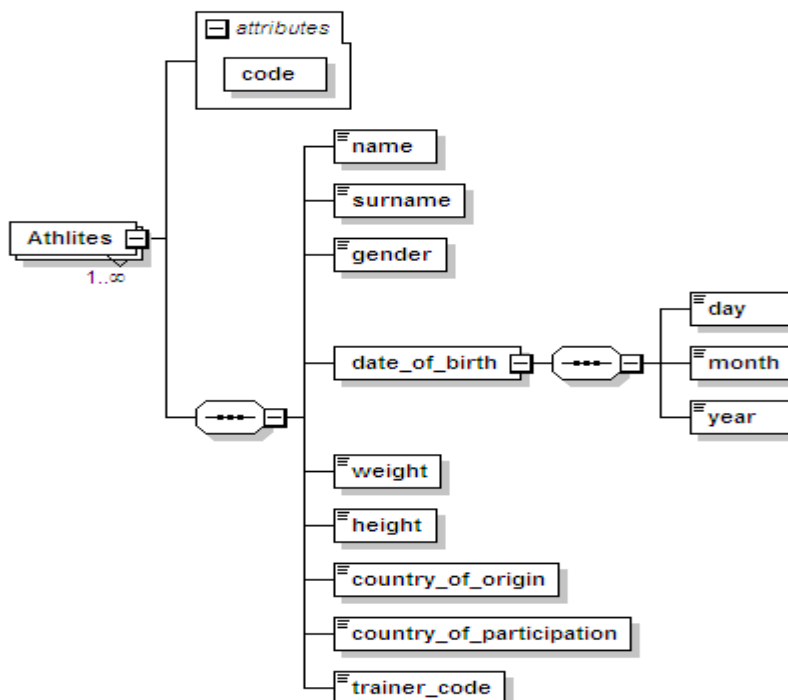 attributes
code
name
surname
gender
Athlites
1..∞
date_of_birth
day
month
year
weight
height
country_of_origin
country_of_participation
trainer_code